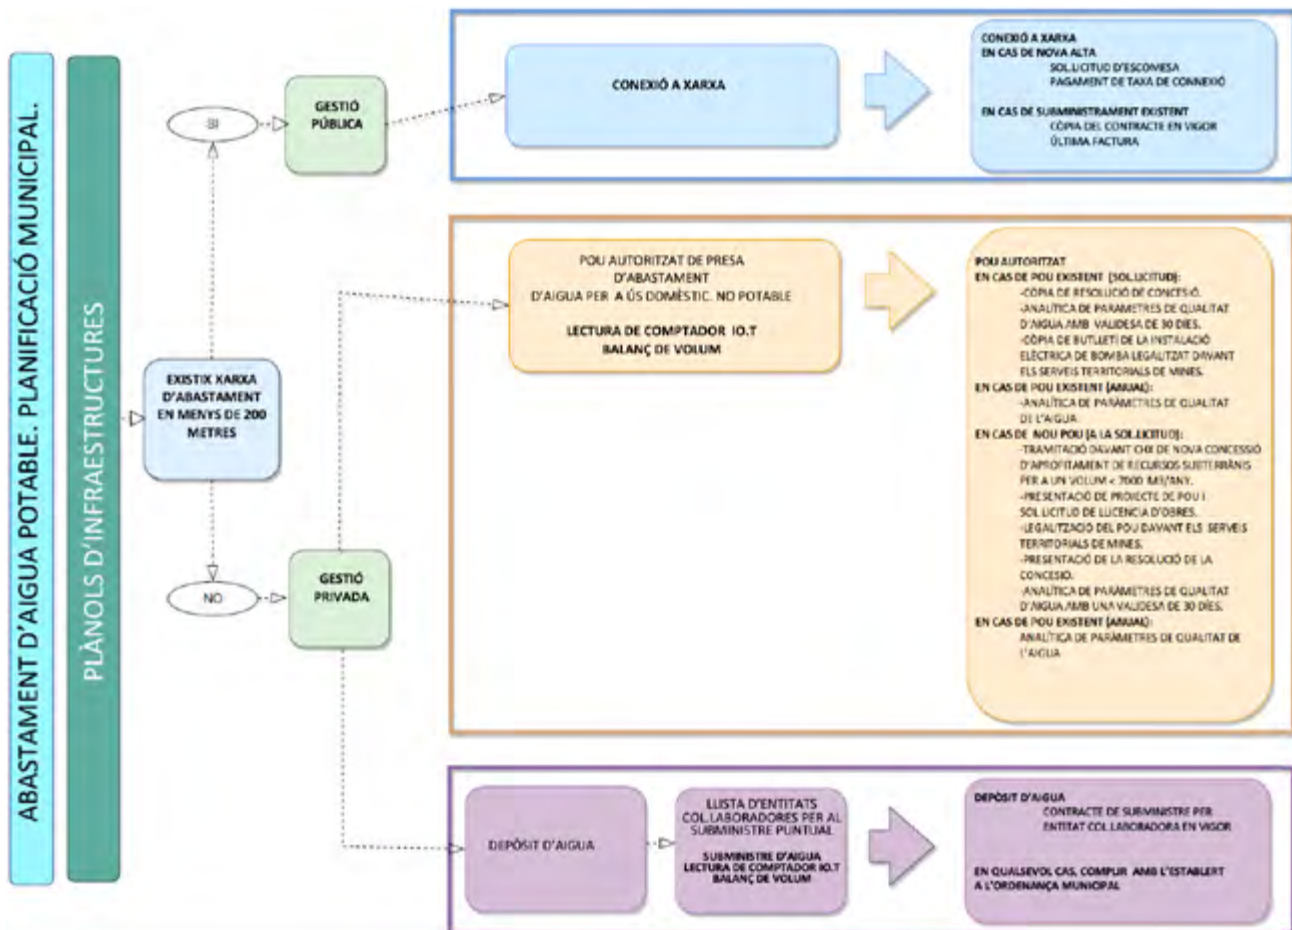 ABASTAMENT D'AIGUA POTABLE. PLANIFICACIÓ MUNICIPAL.
PLÀNOLS D'INFRAESTRUCTURES
EXISTIX XARXA
D'ABASTAMENT
EN MENYS DE 200
METRES
SI
GESTIÓ
PÚBLICA
NO
GESTIÓ
PRIVADA
CONEXIÓ A XARXA
CONEXIÓ A XARXA
EN CAS DE NOVA ALTA
SOL.LICITUD D'ESCOMESA
PAGAMENT DE TAXA DE CONNEXIÓ
EN CAS DE SUBMINISTRAMENT EXISTENT
CÒPIA DEL CONTRACTE EN VIGOR
ÚLTIMA FACTURA
POU AUTORITZAT DE PRESA
D'ABASTAMENT
D'AIGUA PER A ÚS DOMÈSTIC. NO POTABLE
LECTURA DE COMPTADOR IO.T
BALANÇ DE VOLUM
POU AUTORITZAT
EN CAS DE POU EXISTENT (SOL.LICITUD):
-CÒPIA DE RESOLUCIÓ DE CONCESIÓ.
-ANALÍTICA DE PARAMETRES DE QUALITAT
D'AIGUA AMB VALIDESA DE 30 DÍES.
-CÒPIA DE BUTLLETÍ DE LA INSTALACIÓ
ELÈCTRICA DE BOMBA LEGALITZAT DAVANT
ELS SERVEIS TERRITORIALS DE MINES.
EN CAS DE POU EXISTENT (ANUAL):
-ANALÍTICA DE PARÀMETRES DE QUALITAT
DE L'AIGUA.
EN CAS DE NOU POU (A LA SOL.LICITUD):
-TRAMITACIÓ DAVANT CHX DE NOVA CONCESSIÓ
D'APROFITAMENT DE RECURSOS SUBTERRÀNIS
PER A UN VOLUM < 7000 M3/ANY.
-PRESENTACIÓ DE PROJECTE DE POU I
SOL.LICITUD DE LLICENCIA D'OBRES.
-LEGALITZACIÓ DEL POU DAVANT ELS SERVEIS
TERRITORIALS DE MINES.
-PRESENTACIÓ DE LA RESOLUCIÓ DE LA
CONCESIÓ.
-ANALÍTICA DE PARÀMETRES DE QUALITAT
D'AIGUA AMB UNA VALIDESA DE 30 DÍES.
EN CAS DE POU EXISTENT (ANUAL):
ANALÍTICA DE PARÀMETRES DE QUALITAT DE
L'AIGUA
DEPÒSIT D'AIGUA
LLISTA D'ENTITATS
COL.LABORADORES PER AL
SUBMINISTRE PUNTUAL
SUBMINISTRE D'AIGUA
LECTURA DE COMPTADOR IO.T
BALANÇ DE VOLUM
DEPÒSIT D'AIGUA
CONTRACTE DE SUBMINISTRE PER
ENTITAT COL.LABORADORA EN VIGOR
EN QUALSEVOL CAS, COMPLIR AMB L'ESTABLERT
A L'ORDENANÇA MUNICIPAL